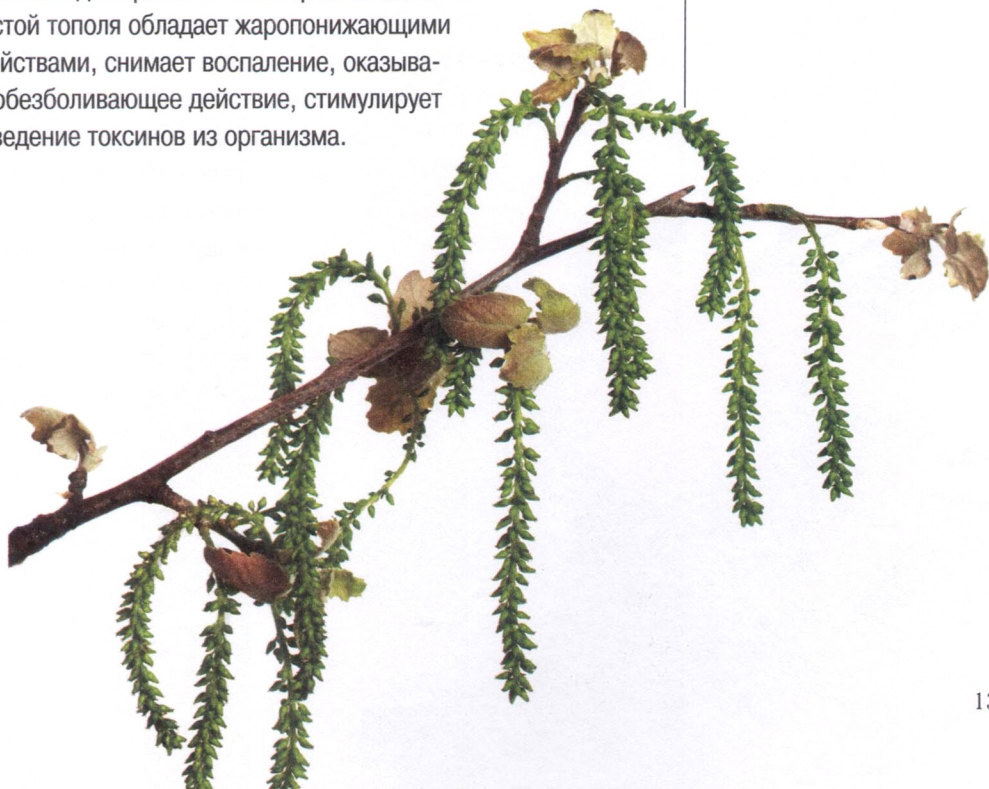 стой тополя обладает жаропонижающими
йствами, снимает воспаление, оказыва-
обезболивающее действие, стимулирует
ведение токсинов из организма.